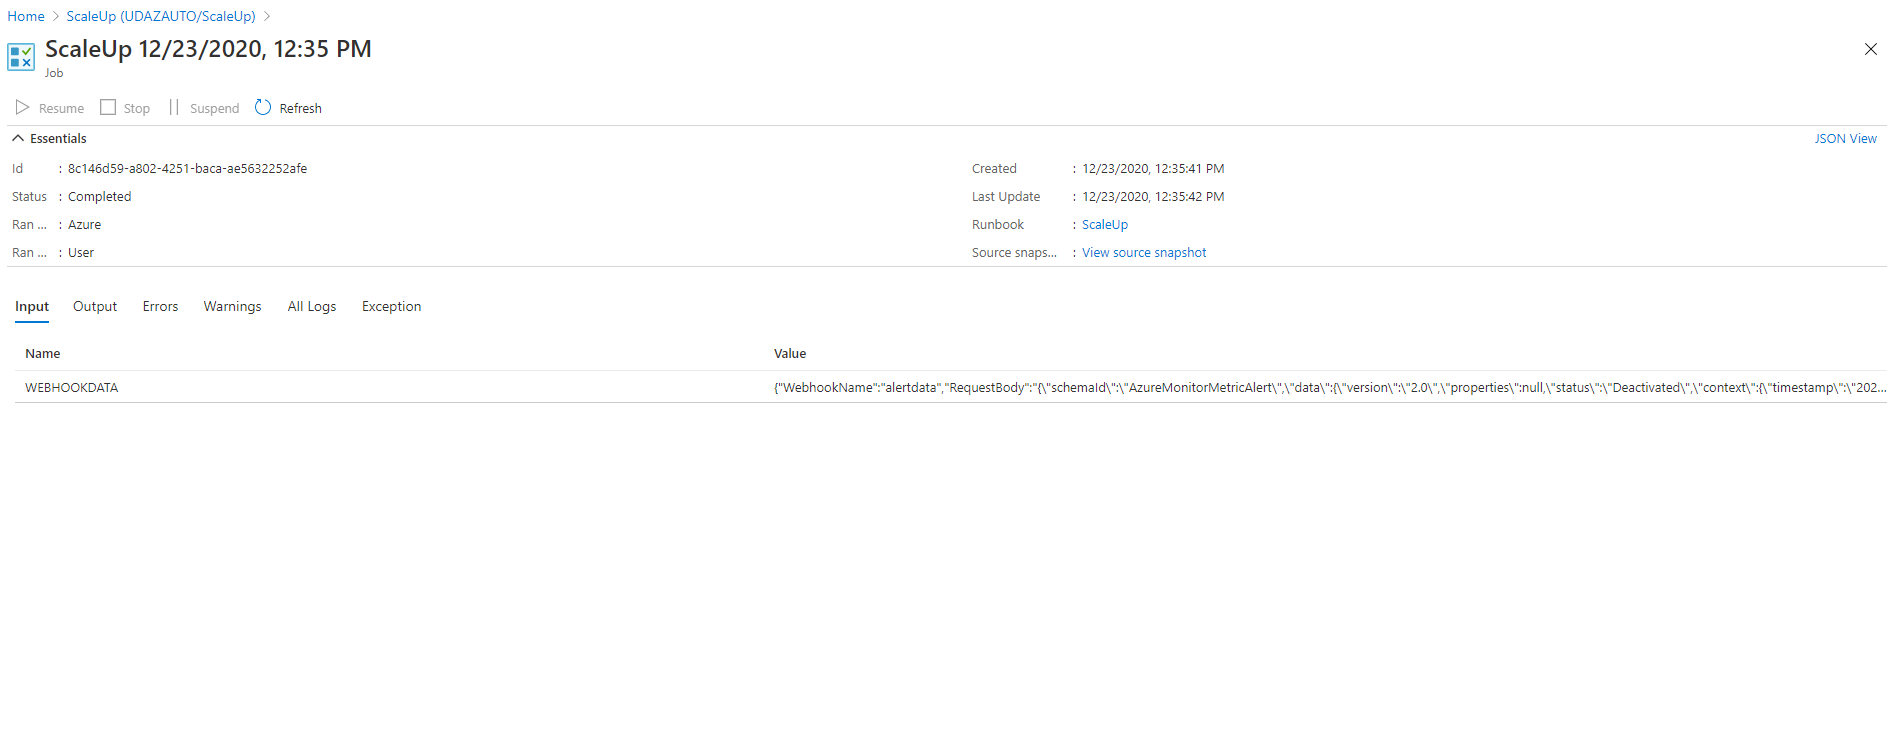 Home > ScaleUp (UDAZAUTO/ScaleUp) >
ScaleUp 12/23/2020, 12:35 PM
Job
Resume Stop Suspend Refresh
Essentials JSON View
Id : 8c146d59-a802-4251-baca-ae5632252afe Created : 12/23/2020, 12:35:41 PM
Status : Completed Last Update : 12/23/2020, 12:35:42 PM
Ran ... : Azure Runbook : ScaleUp
Ran ... : User Source snaps... : View source snapshot
Input Output Errors Warnings All Logs Exception
Name Value
WEBHOOKDATA {"WebhookName":"alertdata","RequestBody":"{\"schemaId\":\"AzureMonitorMetricAlert\",\"data\":{\"version\":\"2.0\",\"properties\":null,\"status\":\"Deactivated\",\"context\":{\"timestamp\":\"202...